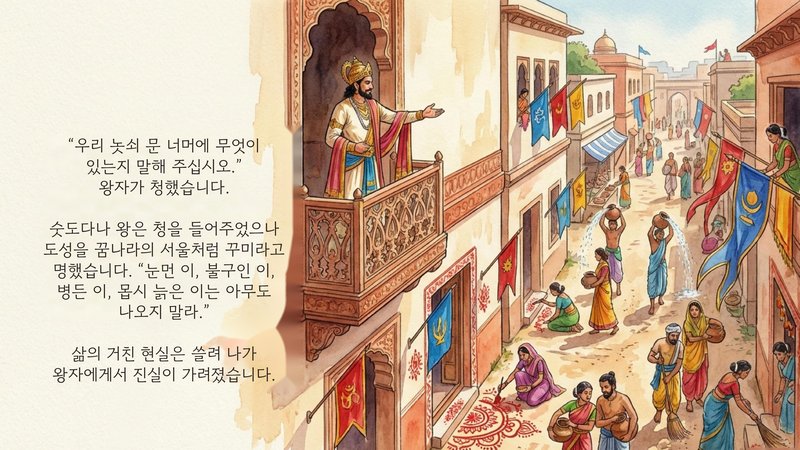 “우리 놋쇠 문 너머에 무엇이
있는지 말해 주십시오.”
왕자가 청했습니다.
숫도다나 왕은 청을 들어주었으나
도성을 꿈나라의 서울처럼 꾸미라고
명했습니다. “눈먼 이, 불구인 이,
병든 이, 몹시 늙은 이는 아무도
나오지 말라.”
삶의 거친 현실은 쓸려 나가
왕자에게서 진실이 가려졌습니다.